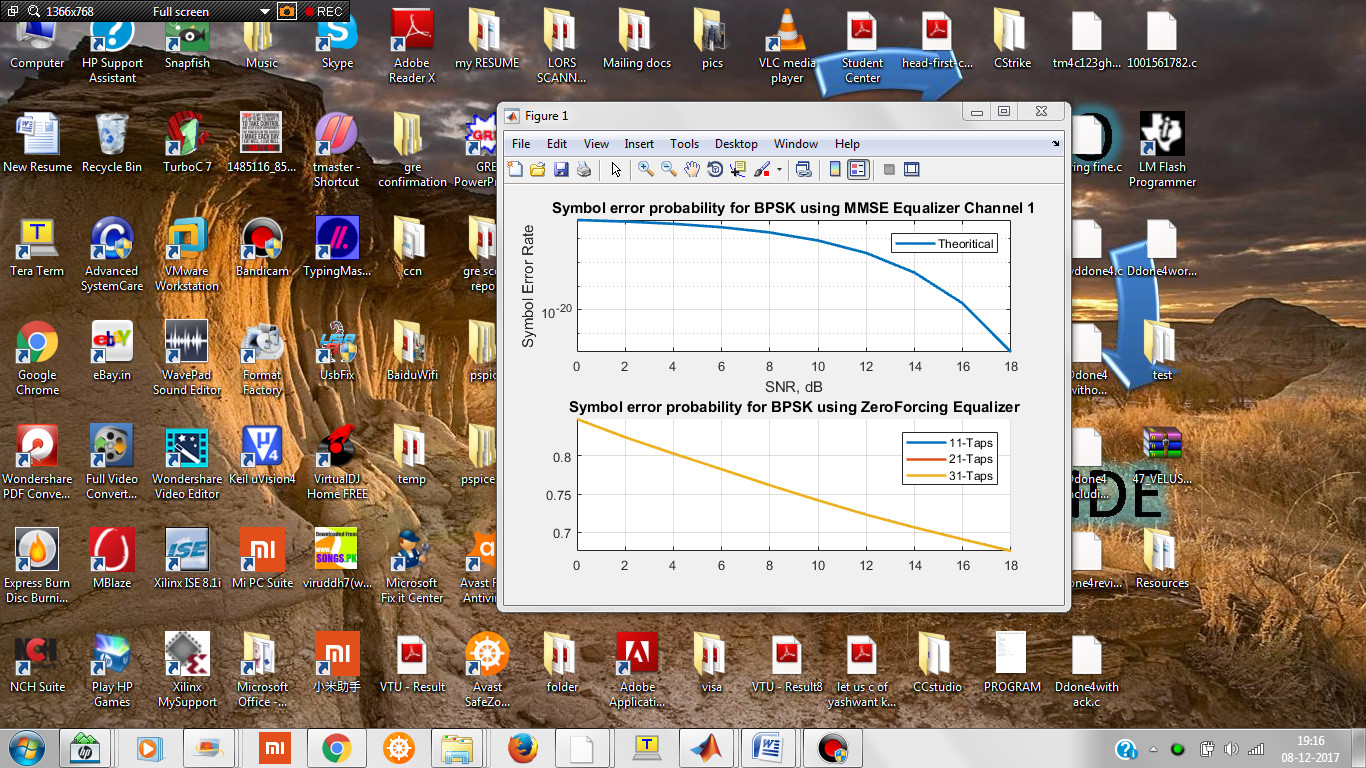 1366x768
Full screen
REC
Computer
HP Support
Assistant
Snapfish
Music
Skype
Adobe
Reader X
my RESUME
LORS
SCANN...
Mailing docs
pics
VLC media
player
Student
Center
head-first-c...
CStrike
tm4c123gh...
1001561782.c
New Resume
Recycle Bin
TurboC 7
1485116_85...
tmaster -
Shortcut
gre
confirmation
GRE
PowerPr
ring fine.c
LM Flash
Programmer
Tera Term
Advanced
SystemCare
VMware
Workstation
Bandicam
TypingMas...
ccn
gre sc
repo
yddone4.c
Ddone4wor...
Google
Chrome
eBay.in
WavePad
Sound Editor
Format
Factory
UsbFix
BaiduWifi
pspic
Ddone4
witho...
test
Wondershare
PDF Conve...
Full Video
Convert...
Wondershare
Video Editor
Keil uVision4
VirtualDJ
Home FREE
temp
pspice
47_VELUS...
IDE
Express Burn
Disc Burni...
MBlaze
Xilinx ISE 8.1i
Mi PC Suite
viruddh7(w...
Microsoft
Fix it Center
Avast F
Antivir
done4revi...
Resources
NCH Suite
Play HP
Games
Xilinx
MySupport
Microsoft
Office -...
小米助手
VTU - Result
Avast
SafeZo...
folder
Adobe
Applicati...
visa
VTU - Result8
let us c of
yashwant k...
CCstudio
PROGRAM
Ddone4with
ack.c
Figure 1
File Edit View Insert Tools Desktop Window Help
Symbol error probability for BPSK using MMSE Equalizer Channel 1
Theoritical
Symbol Error Rate
10-20
0 2 4 6 8 10 12 14 16 18
SNR, dB
Symbol error probability for BPSK using ZeroForcing Equalizer
11-Taps
21-Taps
31-Taps
0.8
0.75
0.7
0 2 4 6 8 10 12 14 16 18
19:16
08-12-2017